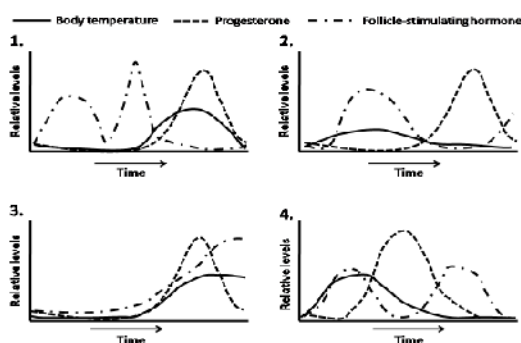 Body temperature Progesterone Follicle-stimulating hormone
1.
Relative levels
Time
2.
Relative levels
Time
3.
Relative levels
Time
4.
Relative levels
Time